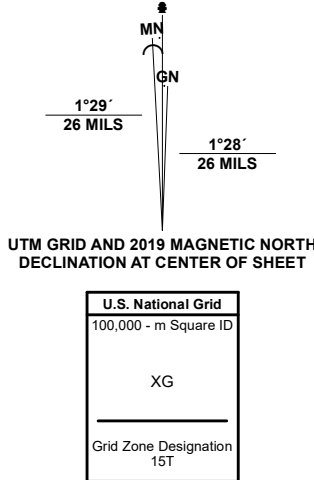 MN
GN
1°29´
26 MILS
1°28´
26 MILS
UTM GRID AND 2019 MAGNETIC NORTH
DECLINATION AT CENTER OF SHEET
U.S. National Grid
100,000 - m Square ID
XG
Grid Zone Designation
15T